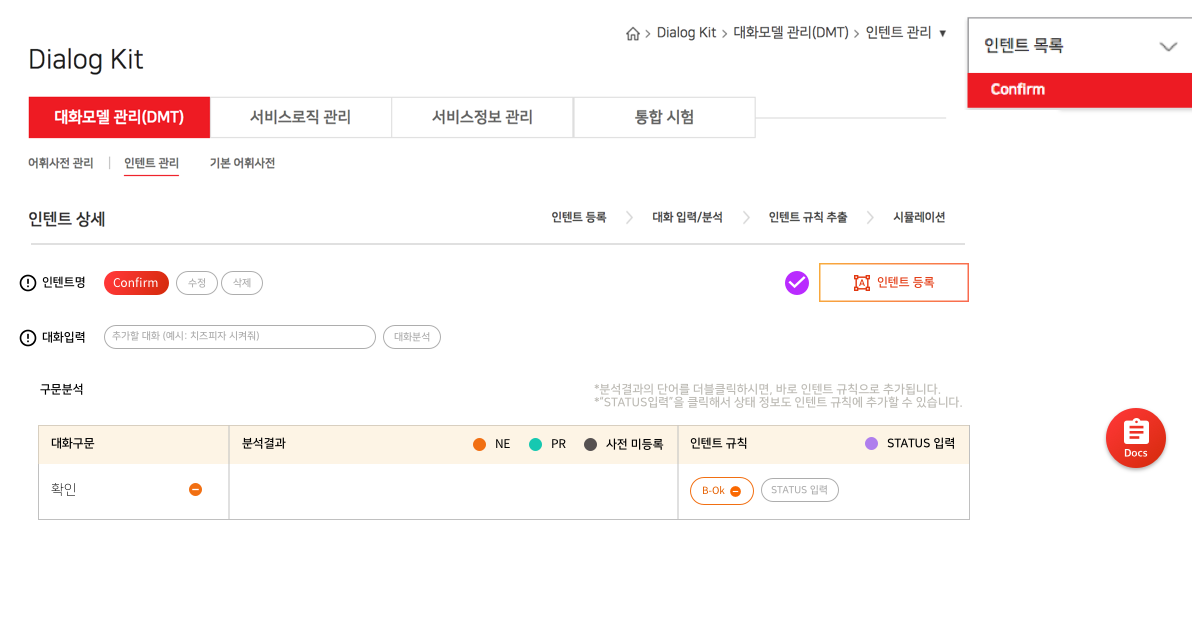 Dialog Kit > 대화모델 관리(DMT) > 인텐트 관리 ▼
인텐트 목록
Confirm
Dialog Kit
대화모델 관리(DMT) 서비스로직 관리 서비스정보 관리 통합 시험
어휘사전 관리 | 인텐트 관리 기본 어휘사전
인텐트 상세 인텐트 등록 대화 입력/분석 인텐트 규칙 추출 시뮬레이션
인텐트명 Confirm 수정 삭제 인텐트 등록
대화입력 추가할 대화 (예시: 치즈피자 시켜줘) 대화분석
구문분석
*분석결과의 단어를 더블클릭하시면, 바로 인텐트 규칙으로 추가됩니다.
*"STATUS입력"을 클릭해서 상태 정보도 인텐트 규칙에 추가할 수 있습니다.
대화구문 분석결과 NE PR 사전 미등록 인텐트 규칙 STATUS 입력
확인 B-Ok STATUS 입력
Docs